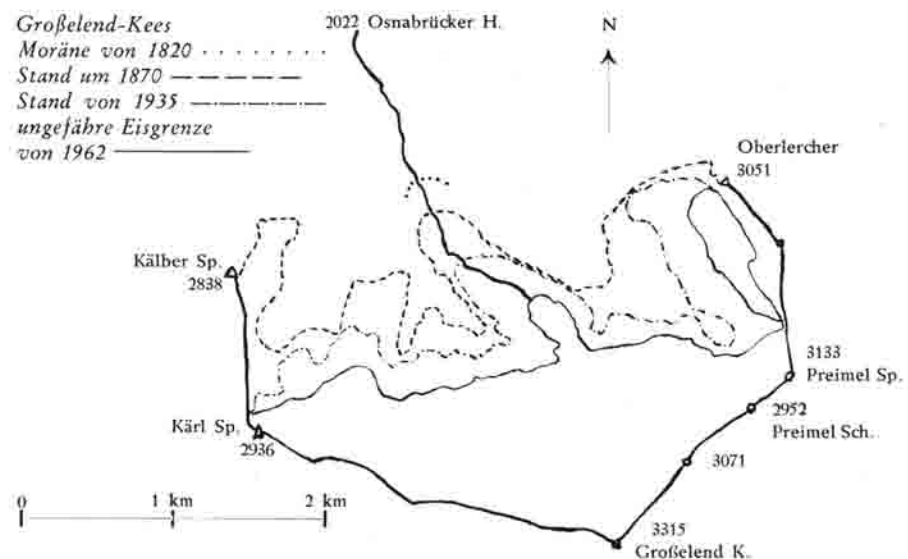 Großelend-Kees
Moräne von 1820
Stand um 1870
Stand von 1935
ungefähre Eisgrenze
von 1962
2022 Osnabrücker H.
N
Oberlercher
3051
Kälber Sp.
2838
3133
Preimel Sp.
2952
Preimel Sch.
Kärl Sp.
2936
3071
0 1 km 2 km
3315
Großelend K.